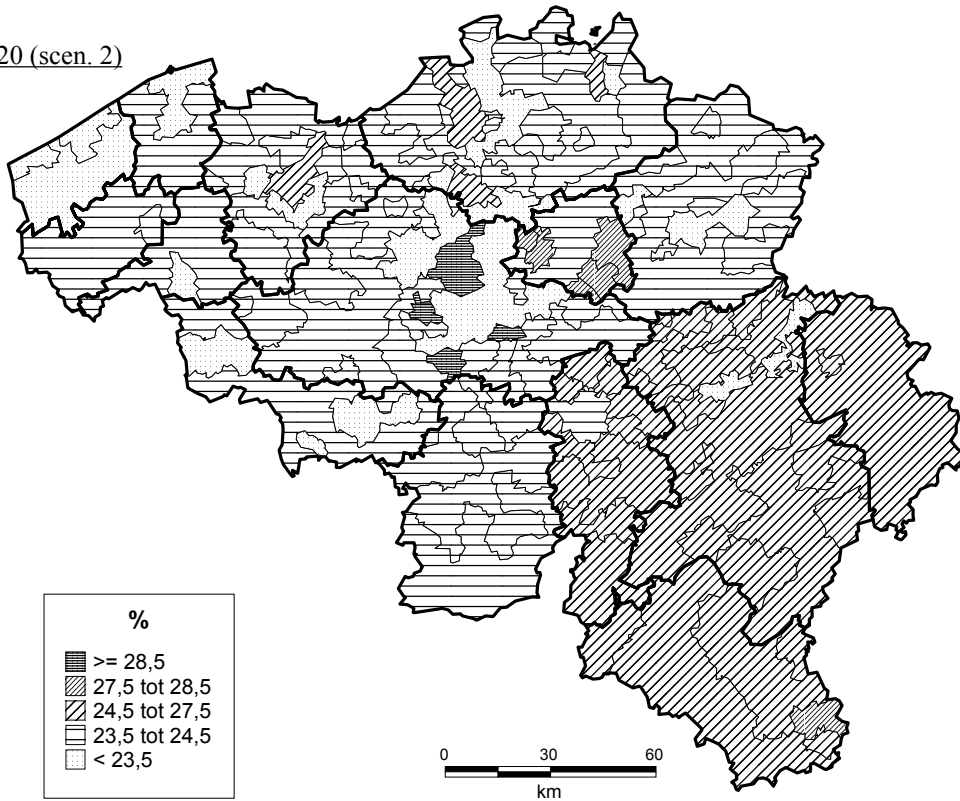 20 (scen. 2)
%
>= 28,5
27,5 tot 28,5
24,5 tot 27,5
23,5 tot 24,5
< 23,5
0 30 60
km